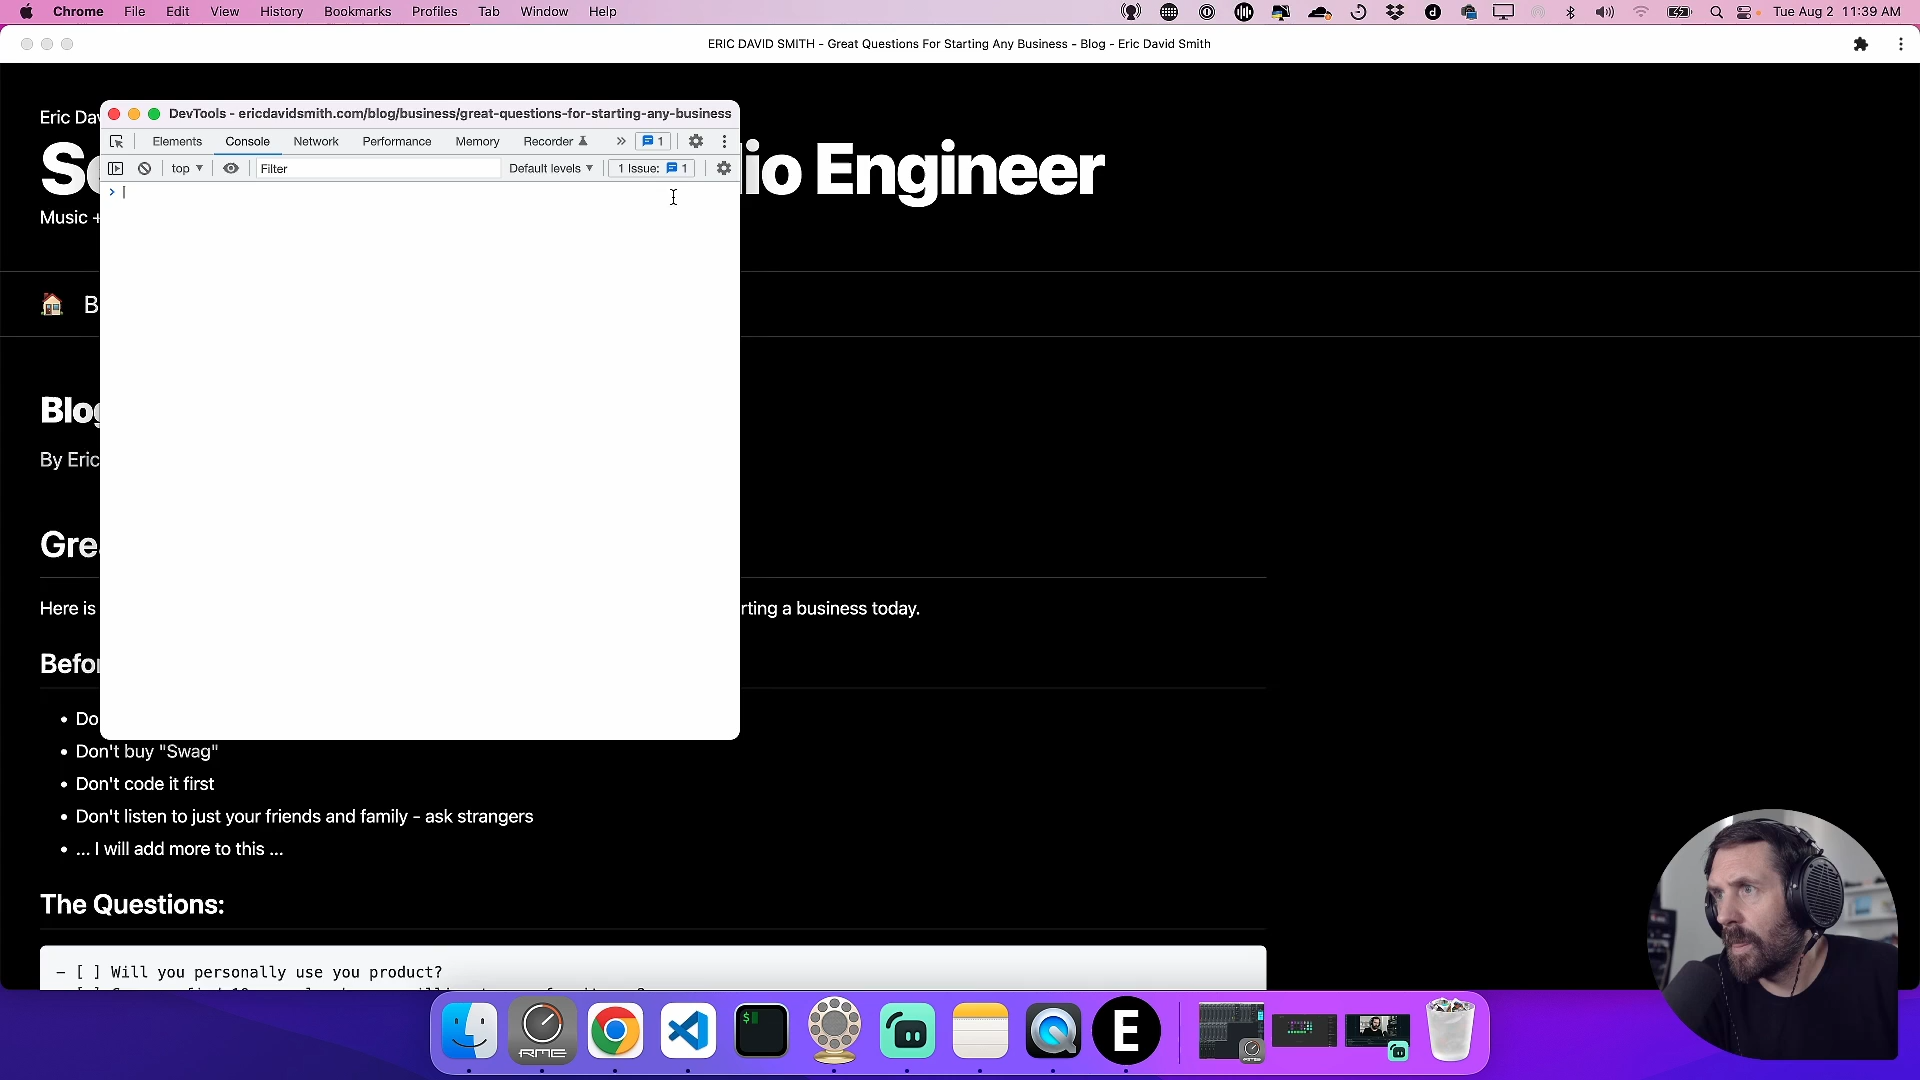 Chrome File Edit View History Bookmarks Profiles Tab Window Help
Tue Aug 2 11:39 AM
ERIC DAVID SMITH - Great Questions For Starting Any Business - Blog - Eric David Smith
Eric Dav
DevTools - ericdavidsmith.com/blog/business/great-questions-for-starting-any-business
Elements Console Network Performance Memory Recorder » 1
top Filter Default levels 1 Issue: 1
io Engineer
Music +
B
Blog
By Eric
Grea
Here is
rting a business today.
Befor
• Do
• Don't buy "Swag"
• Don't code it first
• Don't listen to just your friends and family - ask strangers
• ... I will add more to this ...
The Questions:
– [ ] Will you personally use you product?
RME
$
E